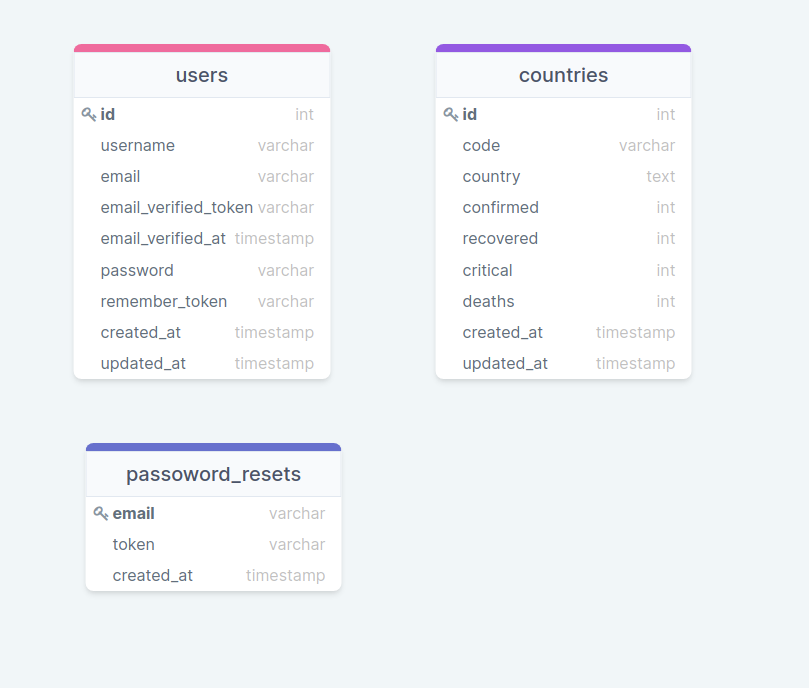 users
id int
username varchar
email varchar
email_verified_token varchar
email_verified_at timestamp
password varchar
remember_token varchar
created_at timestamp
updated_at timestamp
countries
id int
code varchar
country text
confirmed int
recovered int
critical int
deaths int
created_at timestamp
updated_at timestamp
passoword_resets
email varchar
token varchar
created_at timestamp